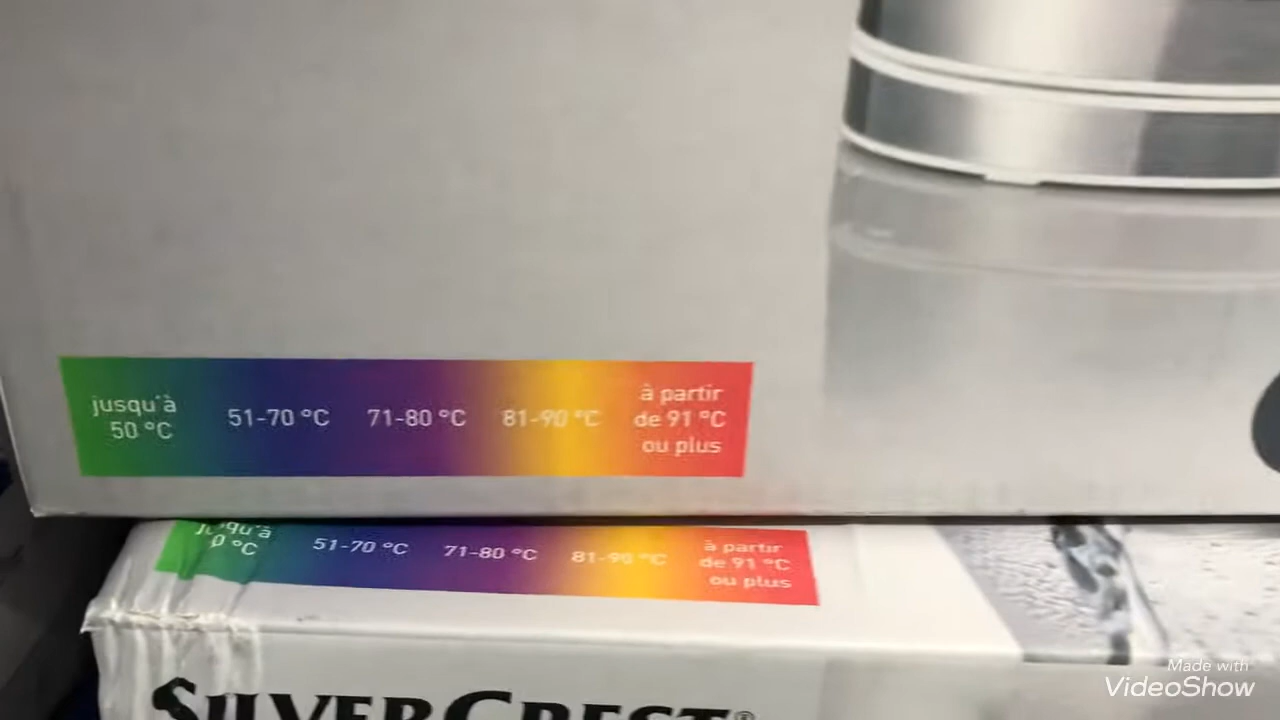 jusqu'à
50 °C
51-70 °C
71-80 °C
81-90 °C
à partir
de 91 °C
ou plus
51-70 °C
71-80 °C
81-90 °C
à partir
de 91 °C
ou plus
SILVERCREST®
Made with
VideoShow